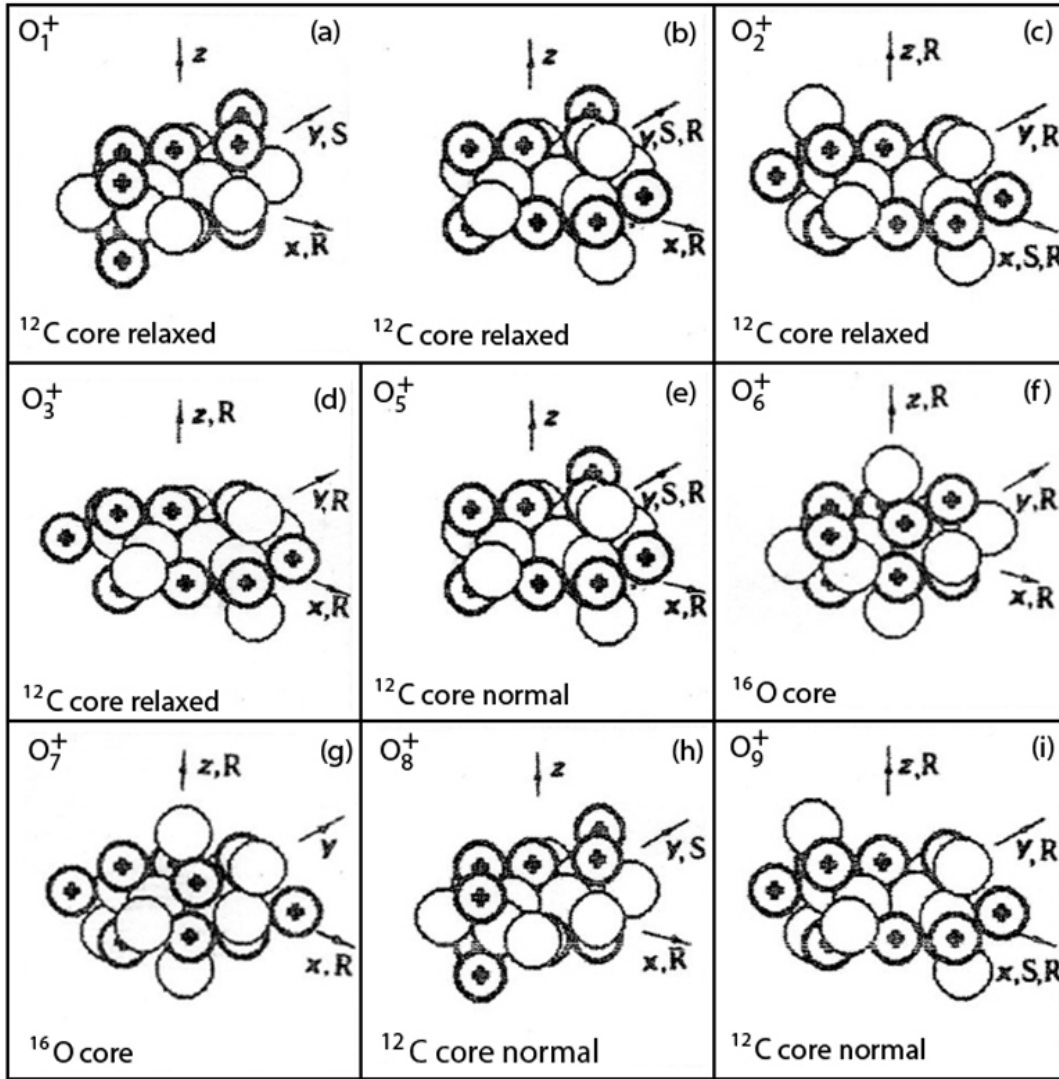 O₁⁺ (a)
z
y, S
x, R
¹²C core relaxed
(b)
z
y, S, R
x, R
¹²C core relaxed
O₂⁺ (c)
z, R
y, R
x, S, R
¹²C core relaxed
O₃⁺ (d)
z, R
y, R
x, R
¹²C core relaxed
O₅⁺ (e)
z
y, S, R
x, R
¹²C core normal
O₆⁺ (f)
z, R
y, R
x, R
¹⁶O core
O₇⁺ (g)
z, R
y
x, R
¹⁶O core
O₈⁺ (h)
z
y, S
x, R
¹²C core normal
O₉⁺ (i)
z, R
y, R
x, S, R
¹²C core normal